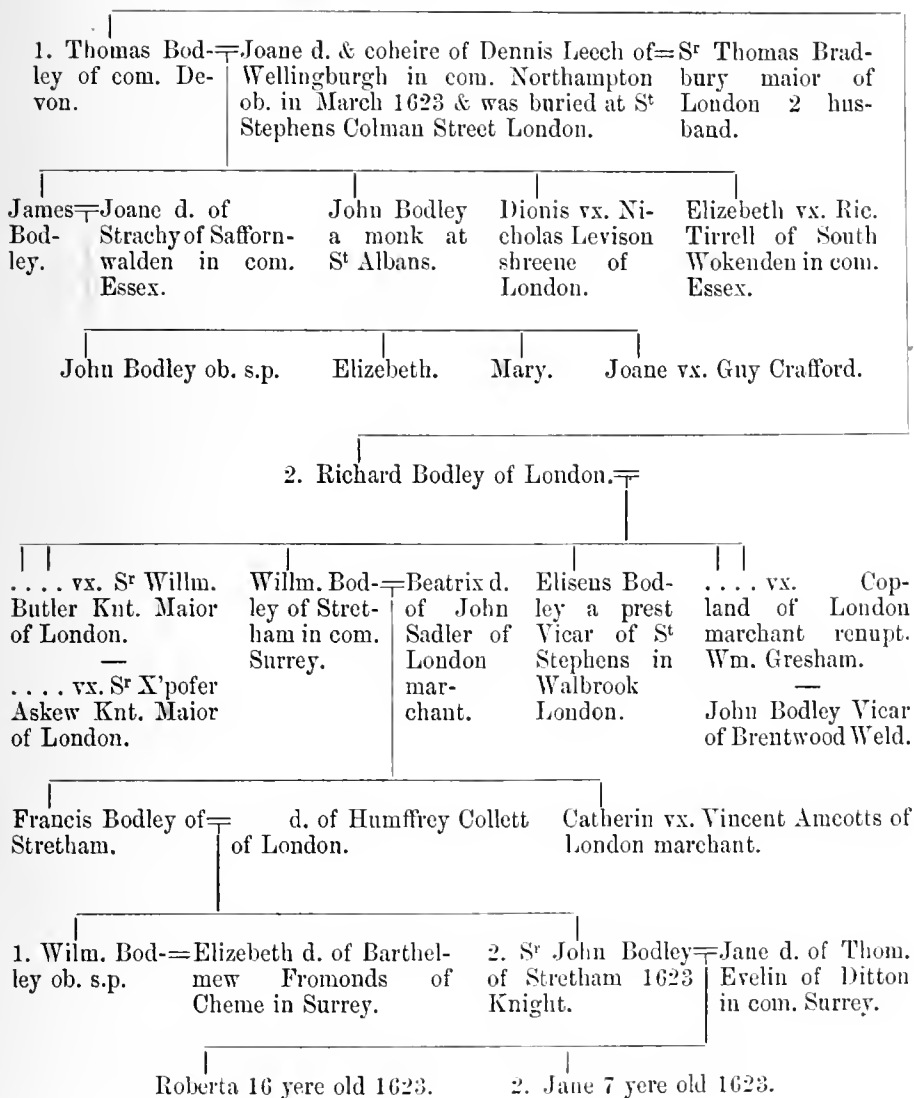 1. Thomas Bod-
ley of com. De-
von.
Joane d. & coheire of Dennis Leech of
Wellingburgh in com. Northampton
ob. in March 1623 & was buried at St
Stephens Colman Street London.
Sr Thomas Brad-
bury maior of
London 2 hus-
band.
James
Bod-
ley.
Joane d. of
Strachy of Safforn-
walden in com.
Essex.
John Bodley
a monk at
St Albans.
Dionis vx. Ni-
cholas Levison
shreene of
London.
Elizebeth vx. Ric.
Tirrell of South
Wokenden in com.
Essex.
John Bodley ob. s.p.
Elizebeth.
Mary.
Joane vx. Guy Crafford.
2. Richard Bodley of London.
. . . . vx. Sr Willm.
Butler Knt. Maior
of London.
—
. . . . vx. Sr X'pofer
Askew Knt. Maior
of London.
Willm. Bod-
ley of Stret-
ham in com.
Surrey.
Beatrix d.
of John
Sadler of
London
mar-
chant.
Eliseus Bod-
ley a prest
Vicar of St
Stephens in
Walbrook
London.
. . . . vx. Cop-
land of London
marchant renupt.
Wm. Gresham.
—
John Bodley Vicar
of Brentwood Weld.
Francis Bodley of
Stretham.
d. of Humffrey Collett
of London.
Catherin vx. Vincent Amcotts of
London marchant.
1. Wilm. Bod-
ley ob. s.p.
Elizebeth d. of Barthel-
mew Fromonds of
Cheme in Surrey.
2. Sr John Bodley
of Stretham 1623
Knight.
Jane d. of Thom.
Evelin of Ditton
in com. Surrey.
Roberta 16 yere old 1623.
2. Jane 7 yere old 1623.